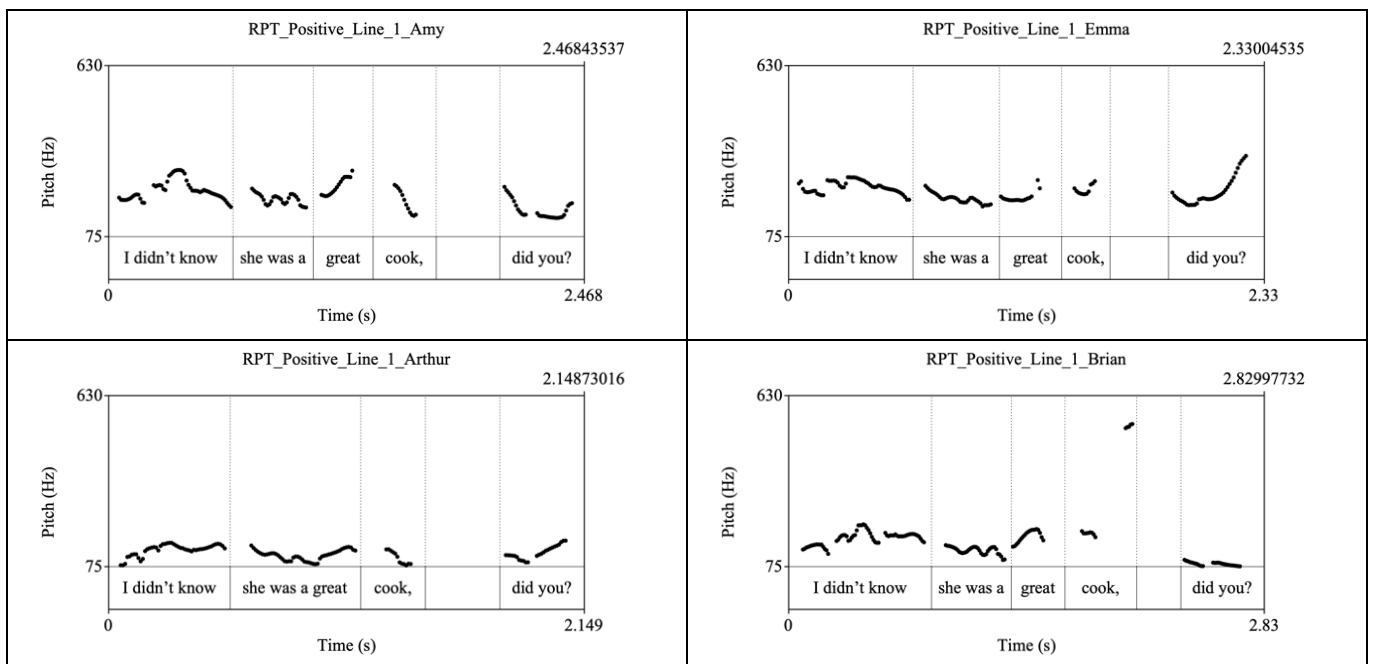 RPT_Positive_Line_1_Amy
2.46843537
630
Pitch (Hz)
75
I didn’t know she was a great cook, did you?
0 2.468
Time (s)
RPT_Positive_Line_1_Emma
2.33004535
630
Pitch (Hz)
75
I didn’t know she was a great cook, did you?
0 2.33
Time (s)
RPT_Positive_Line_1_Arthur
2.14873016
630
Pitch (Hz)
75
I didn’t know she was a great cook, did you?
0 2.149
Time (s)
RPT_Positive_Line_1_Brian
2.82997732
630
Pitch (Hz)
75
I didn’t know she was a great cook, did you?
0 2.83
Time (s)